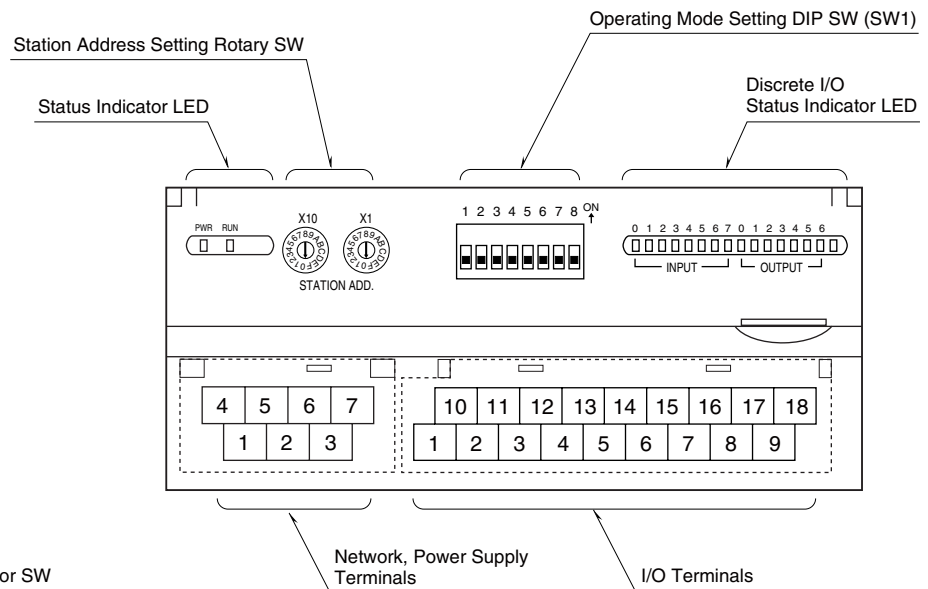 Operating Mode Setting DIP SW (SW1)
Station Address Setting Rotary SW
Status Indicator LED
Discrete I/O
Status Indicator LED
PWR RUN
X10 X1
STATION ADD.
1 2 3 4 5 6 7 8 ON
0 1 2 3 4 5 6 7 0 1 2 3 4 5 6
INPUT OUTPUT
4 5 6 7
1 2 3
10 11 12 13 14 15 16 17 18
1 2 3 4 5 6 7 8 9
Network, Power Supply
Terminals
I/O Terminals
or SW